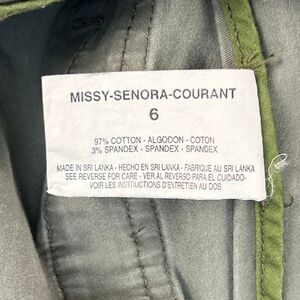 MISSY-SENORA-COURANT
6
97% COTTON - ALGODON - COTON
3% SPANDEX - SPANDEX - SPANDEX
MADE IN SRI LANKA - HECHO EN SRI LANKA - FABRIQUE AU SRI LANKA
SEE REVERSE FOR CARE - VER AL REVERSO PARA EL CUIDADO-
VOIR LES INSTRUCTIONS D'ENTRETIEN AU DOS